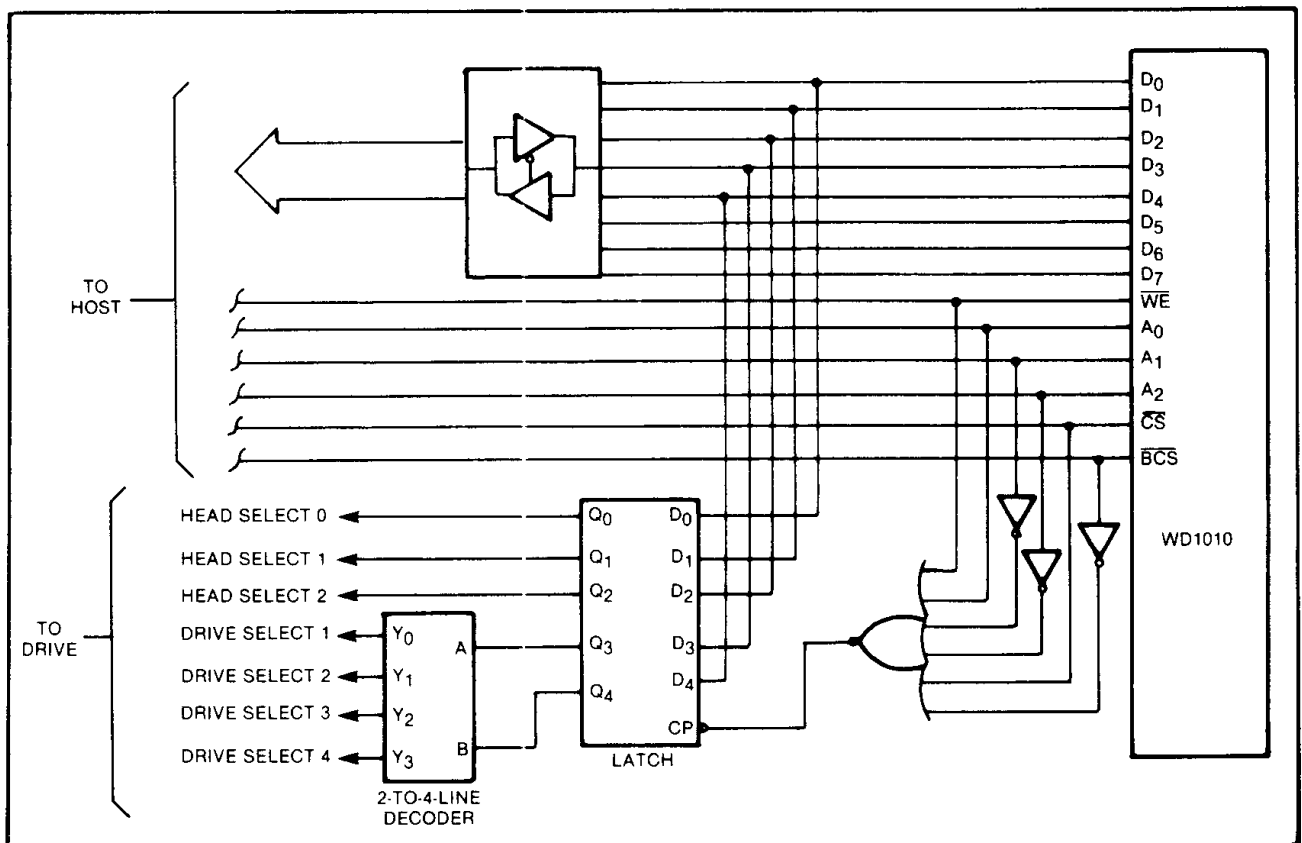 D0
D1
D2
D3
D4
D5
D6
D7
TO
HOST
W̅E̅
A0
A1
A2
C̅S̅
B̅C̅S̅
WD1010
TO
DRIVE
HEAD SELECT 0
HEAD SELECT 1
HEAD SELECT 2
DRIVE SELECT 1
DRIVE SELECT 2
DRIVE SELECT 3
DRIVE SELECT 4
Y0
Y1
Y2
Y3
A
B
2-TO-4-LINE
DECODER
Q0
Q1
Q2
Q3
Q4
D0
D1
D2
D3
D4
CP
LATCH